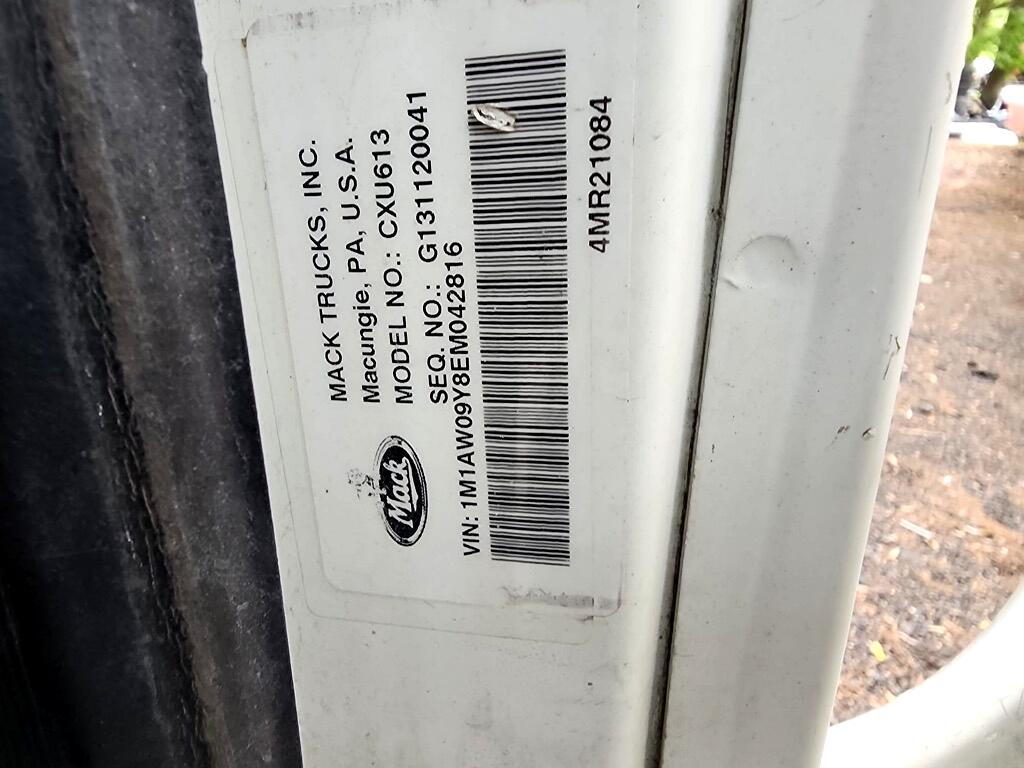 MACK TRUCKS, INC.
Macungie, PA, U.S.A.
MODEL NO.: CXU613
SEQ. NO.: G131120041
Mack
VIN: 1M1AW09Y8EM042816
4MR21084